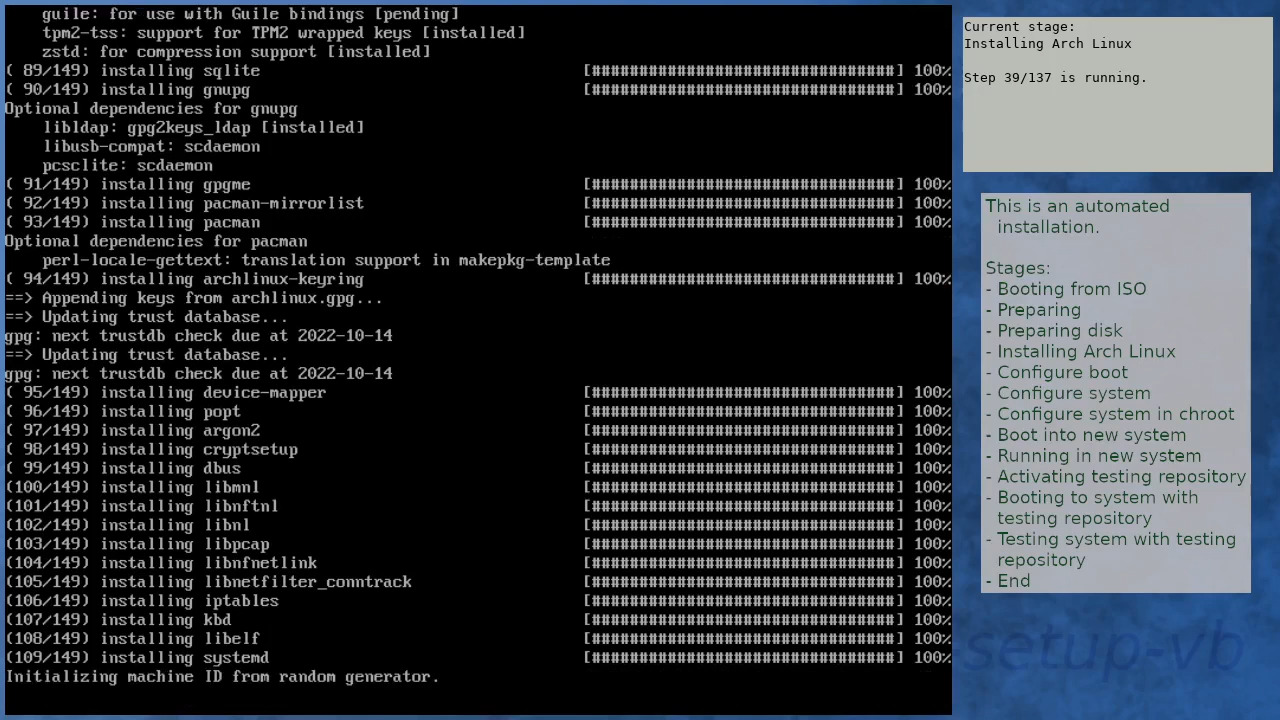 guile: for use with Guile bindings [pending]
    tpm2-tss: support for TPM2 wrapped keys [installed]
    zstd: for compression support [installed]
( 89/149) installing sqlite [################################] 100%
( 90/149) installing gnupg [################################] 100%
Optional dependencies for gnupg
    libldap: gpg2keys_ldap [installed]
    libusb-compat: scdaemon
    pcsclite: scdaemon
( 91/149) installing gpgme [################################] 100%
( 92/149) installing pacman-mirrorlist [################################] 100%
( 93/149) installing pacman [################################] 100%
Optional dependencies for pacman
    perl-locale-gettext: translation support in makepkg-template
( 94/149) installing archlinux-keyring [################################] 100%
==> Appending keys from archlinux.gpg...
==> Updating trust database...
gpg: next trustdb check due at 2022-10-14
==> Updating trust database...
gpg: next trustdb check due at 2022-10-14
( 95/149) installing device-mapper [################################] 100%
( 96/149) installing popt [################################] 100%
( 97/149) installing argon2 [################################] 100%
( 98/149) installing cryptsetup [################################] 100%
( 99/149) installing dbus [################################] 100%
(100/149) installing libmnl [################################] 100%
(101/149) installing libnftnl [################################] 100%
(102/149) installing libnl [################################] 100%
(103/149) installing libpcap [################################] 100%
(104/149) installing libnfnetlink [################################] 100%
(105/149) installing libnetfilter_conntrack [################################] 100%
(106/149) installing iptables [################################] 100%
(107/149) installing kbd [################################] 100%
(108/149) installing libelf [################################] 100%
(109/149) installing systemd [################################] 100%
Initializing machine ID from random generator.
Current stage:
Installing Arch Linux
Step 39/137 is running.
This is an automated
installation.
Stages:
- Booting from ISO
- Preparing
- Preparing disk
- Installing Arch Linux
- Configure boot
- Configure system
- Configure system in chroot
- Boot into new system
- Running in new system
- Activating testing repository
- Booting to system with
testing repository
- Testing system with testing
repository
- End
setup-vb